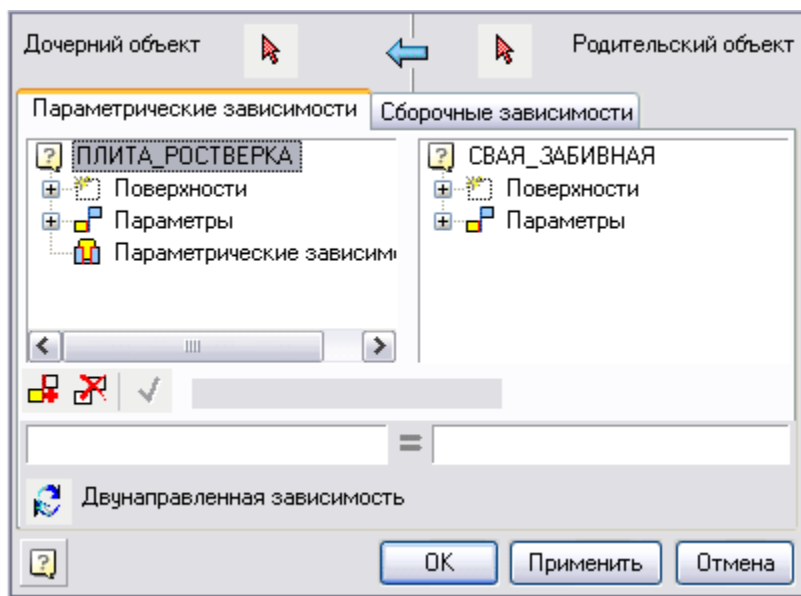 Дочерний объект
Родительский объект
Параметрические зависимости
Сборочные зависимости
ПЛИТА_РОСТВЕРКА
Поверхности
Параметры
Параметрические зависим
СВАЯ_ЗАБИВНАЯ
Поверхности
Параметры
=
Двунаправленная зависимость
OK
Применить
Отмена